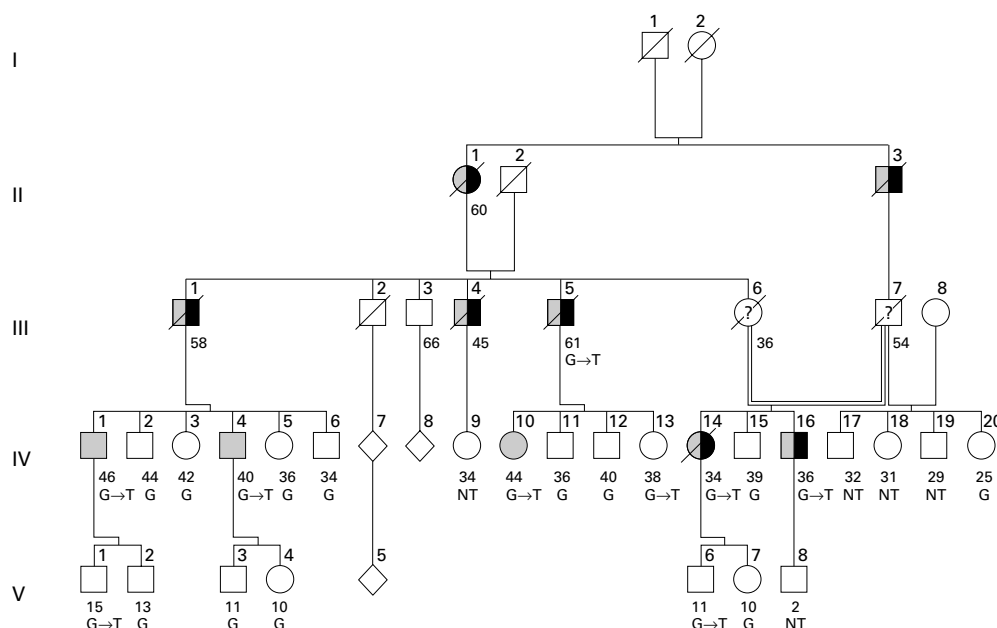 1 2
I
1 2 3
II
60
1 2 3 4 5 6 7 8
? ?
III
58 66 45 61 36 54
G→T
1 2 3 4 5 6 7 8 9 10 11 12 13 14 15 16 17 18 19 20
IV
46 44 42 40 36 34 34 44 36 40 38 34 39 36 32 31 29 25
G→T G G G→T G G NT G→T G G G→T G→T G G→T NT NT NT G
1 2 3 4 5 6 7 8
V
15 13 11 10 11 10 2
G→T G G G G→T G NT